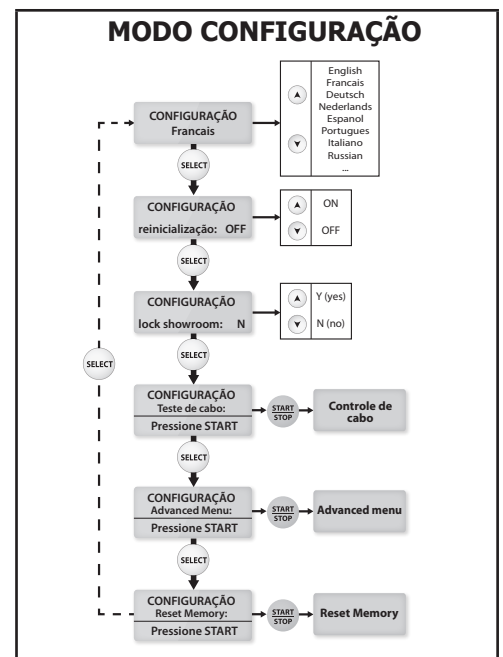 MODO CONFIGURAÇÃO
CONFIGURAÇÃO
Francais
English
Francais
Deutsch
Nederlands
Espanol
Portugues
Italiano
Russian
...
SELECT
CONFIGURAÇÃO
reinicialização: OFF
ON
OFF
SELECT
CONFIGURAÇÃO
lock showroom: N
Y (yes)
N (no)
SELECT
SELECT
CONFIGURAÇÃO
Teste de cabo:
Pressione START
START
STOP
Controle de
cabo
SELECT
CONFIGURAÇÃO
Advanced Menu:
Pressione START
START
STOP
Advanced menu
SELECT
CONFIGURAÇÃO
Reset Memory:
Pressione START
START
STOP
Reset Memory